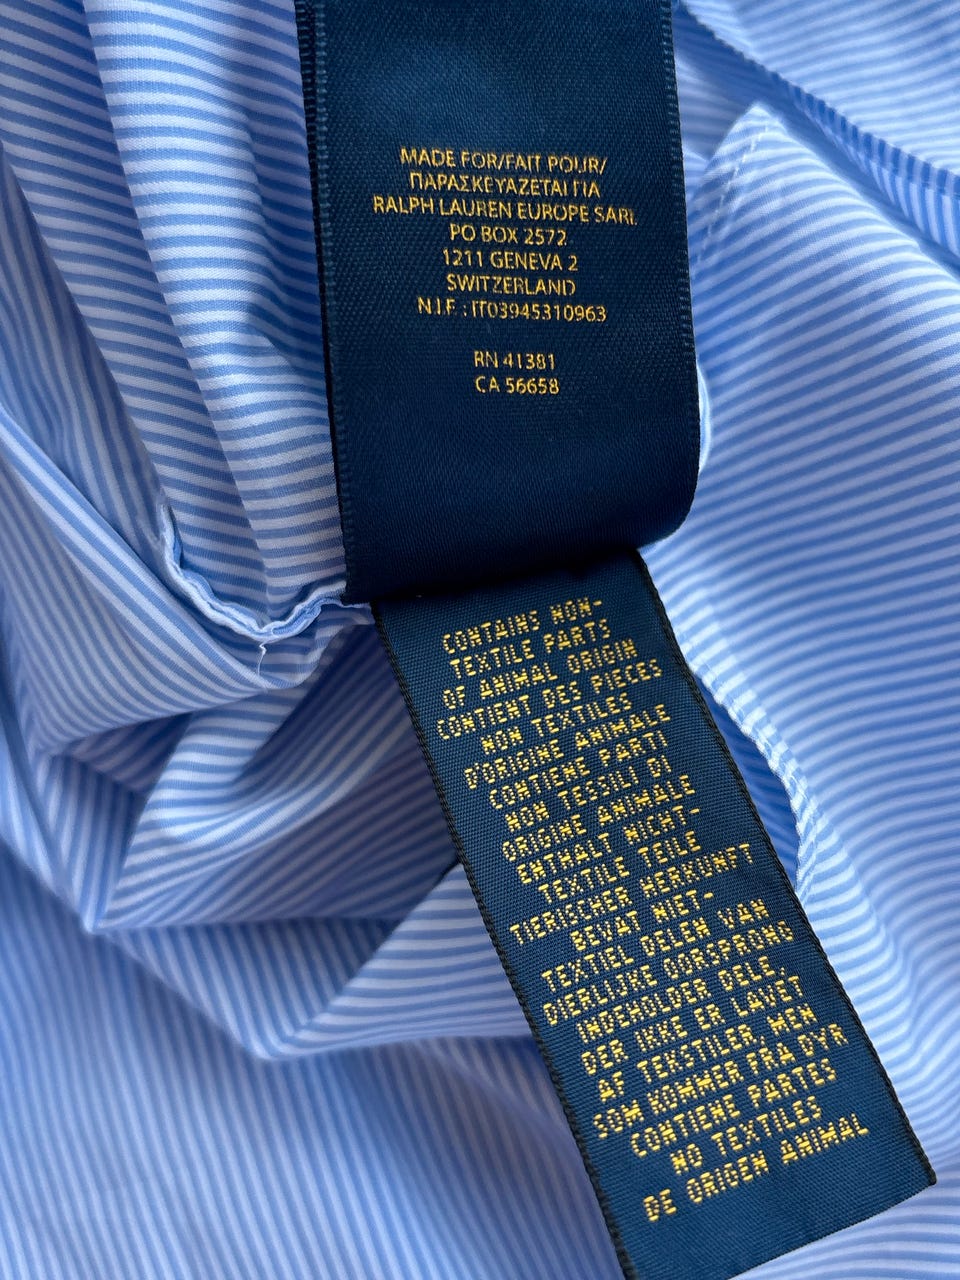 MADE FOR/FAIT POUR/
ΠΑΡΑΣΚΕΥΑΖΕΤΑΙ ΓΙΑ
RALPH LAUREN EUROPE SARL
PO BOX 2572
1211 GENEVA 2
SWITZERLAND
N.I.F : IT03945310963
RN 41381
CA 56658
CONTAINS NON-
TEXTILE PARTS
OF ANIMAL ORIGIN
CONTIENT DES PIECES
NON TEXTILES
D'ORIGINE ANIMALE
CONTIENE PARTI
NON TESSILI DI
ORIGINE ANIMALE
ENTHALT NICHT-
TEXTILE TEILE
TIERISCHER HERKUNFT
BEVAT NIET-
TEXTIEL DELEN VAN
DIERLIJKE OORSPRONG
INDEHOLDER DELE,
DER IKKE ER LAVET
AF TEKSTILER, MEN
SOM KOMMER FRA DYR
CONTIENE PARTES
NO TEXTILES
DE ORIGEN ANIMAL